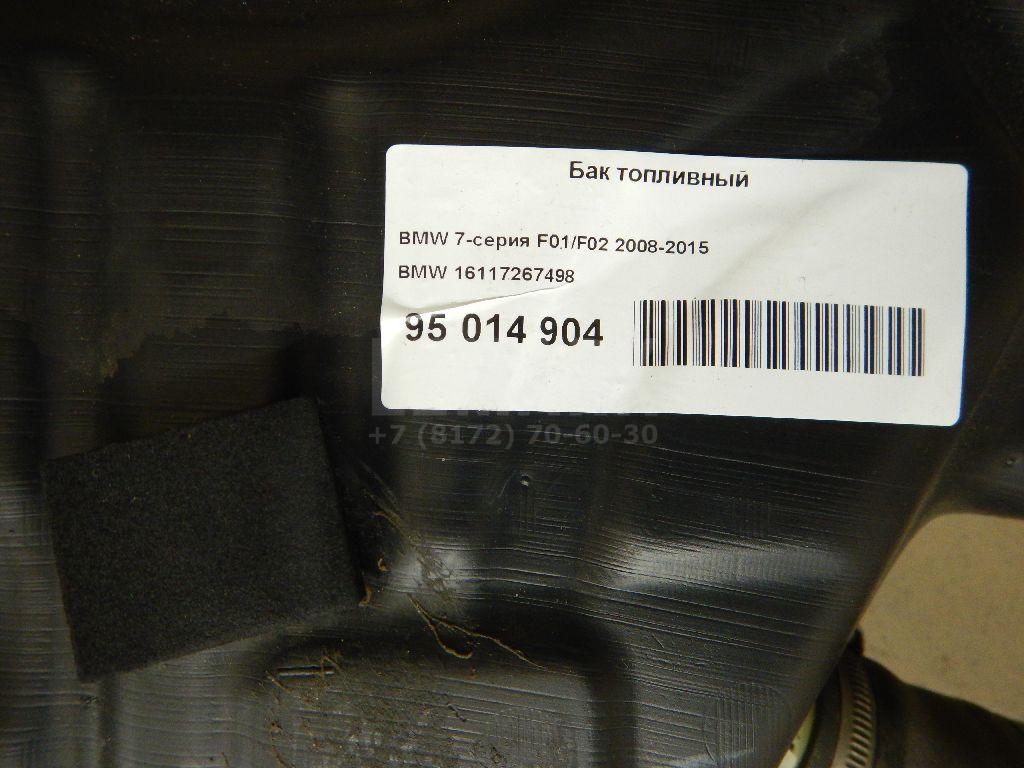 Бак топливный
BMW 7-серия F01/F02 2008-2015
BMW 16117267498
95 014 904
+7 (8172) 70-60-30